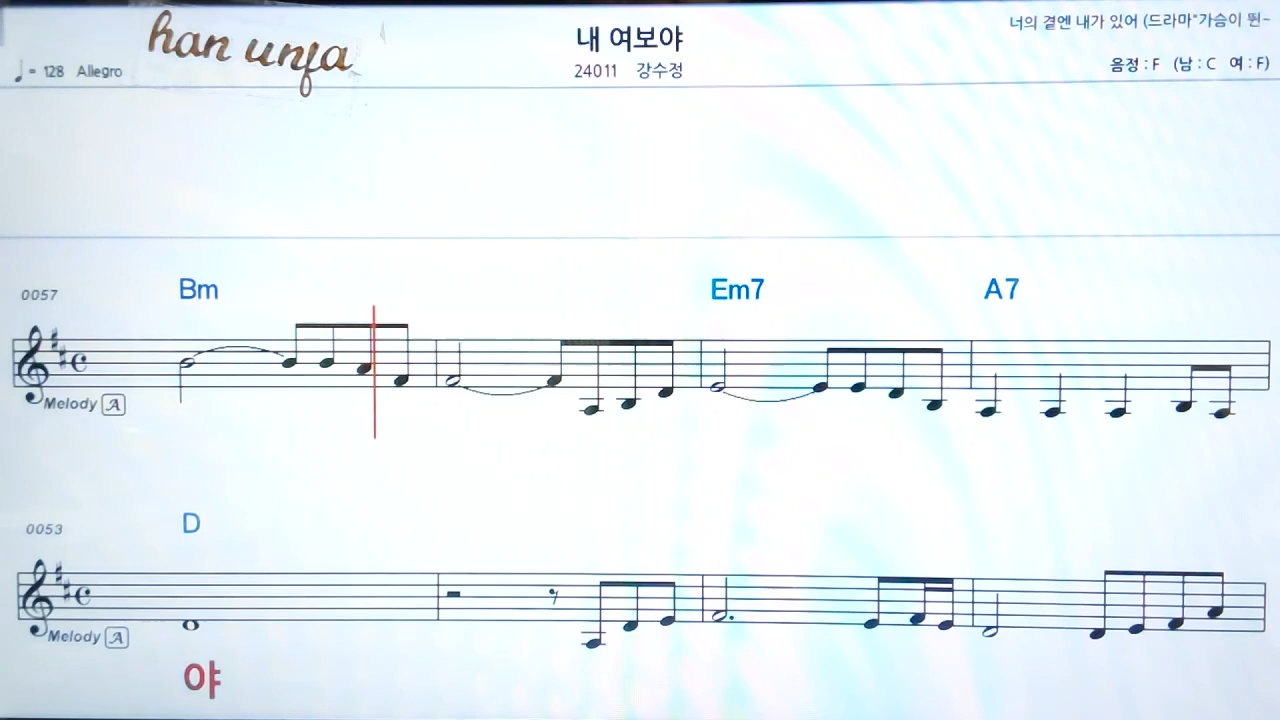 han unfa
내 여보야
너의 곁엔 내가 있어 (드라마"가슴이 뛴~
♩= 128 Allegro
24011 강수정
음정 : F (남 : C 여 : F)
0057
Bm Em7 A7
Melody A
0053
D
Melody A
야